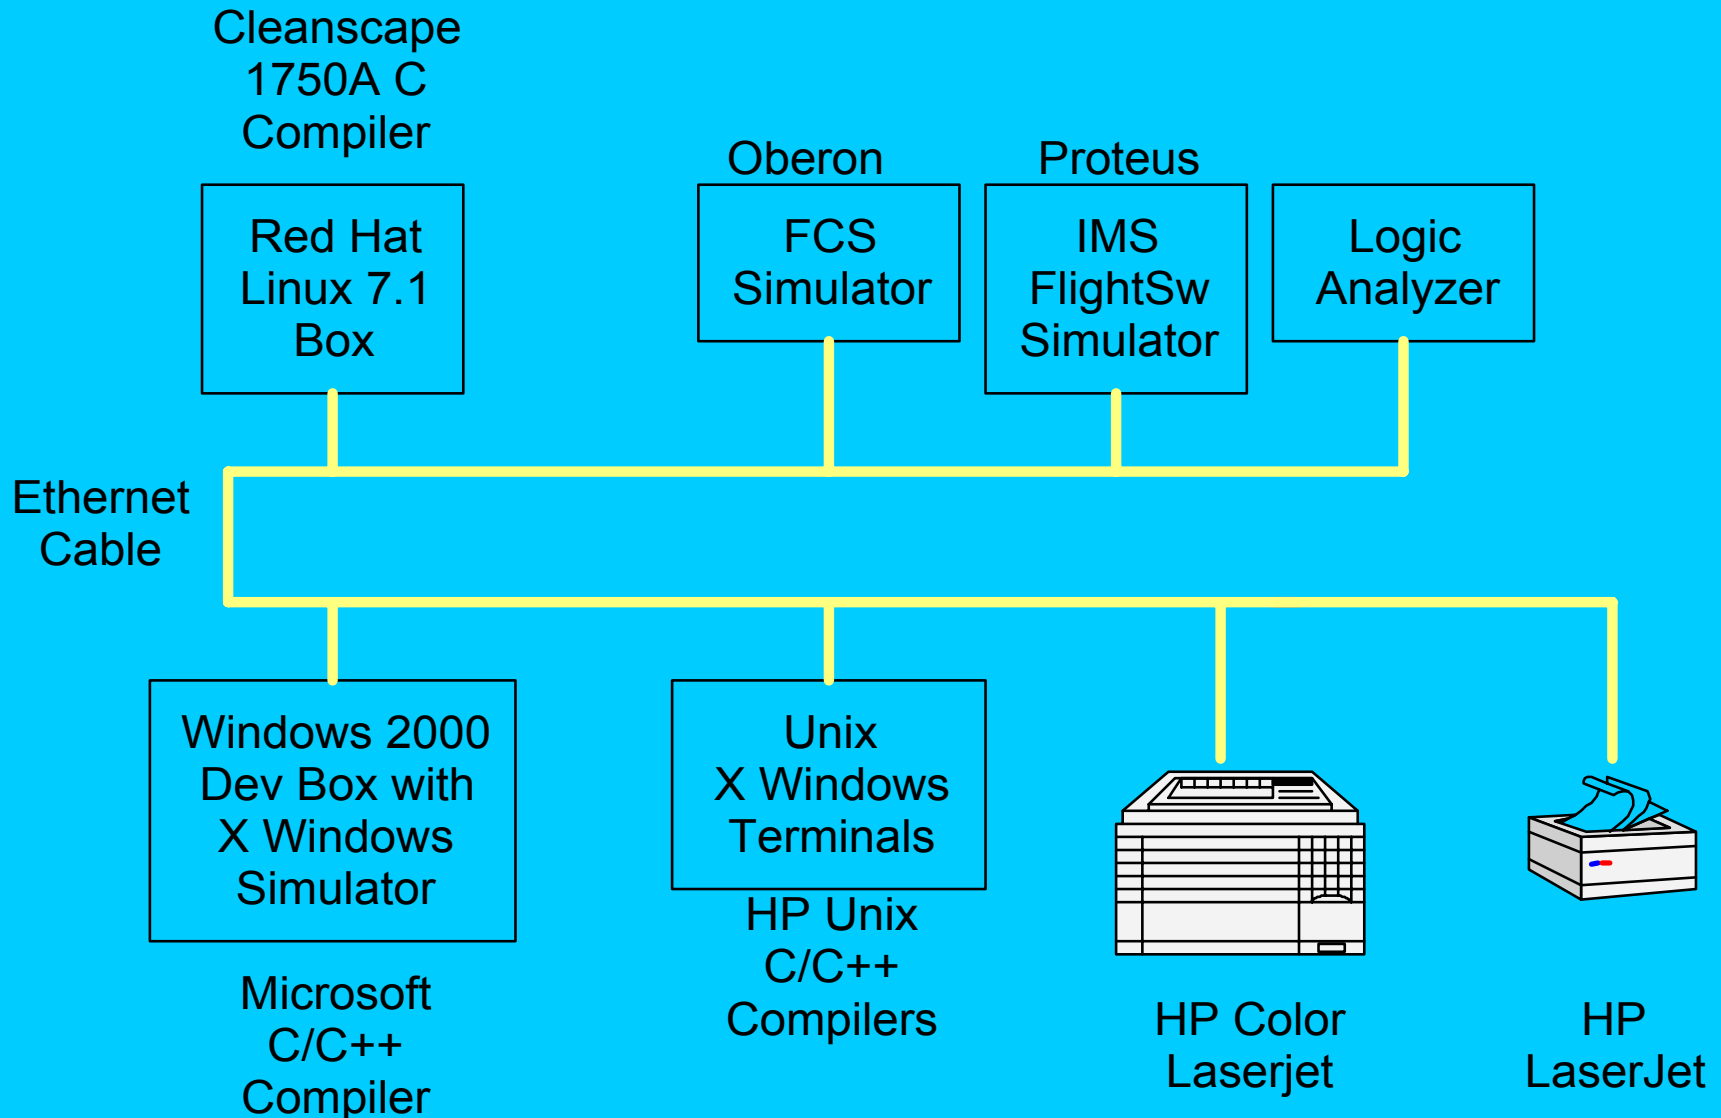 Cleanscape
1750A C
Compiler
Oberon
Proteus
Red Hat
Linux 7.1
Box
FCS
Simulator
IMS
FlightSw
Simulator
Logic
Analyzer
Ethernet
Cable
Windows 2000
Dev Box with
X Windows
Simulator
Unix
X Windows
Terminals
Microsoft
C/C++
Compiler
HP Unix
C/C++
Compilers
HP Color
Laserjet
HP
LaserJet